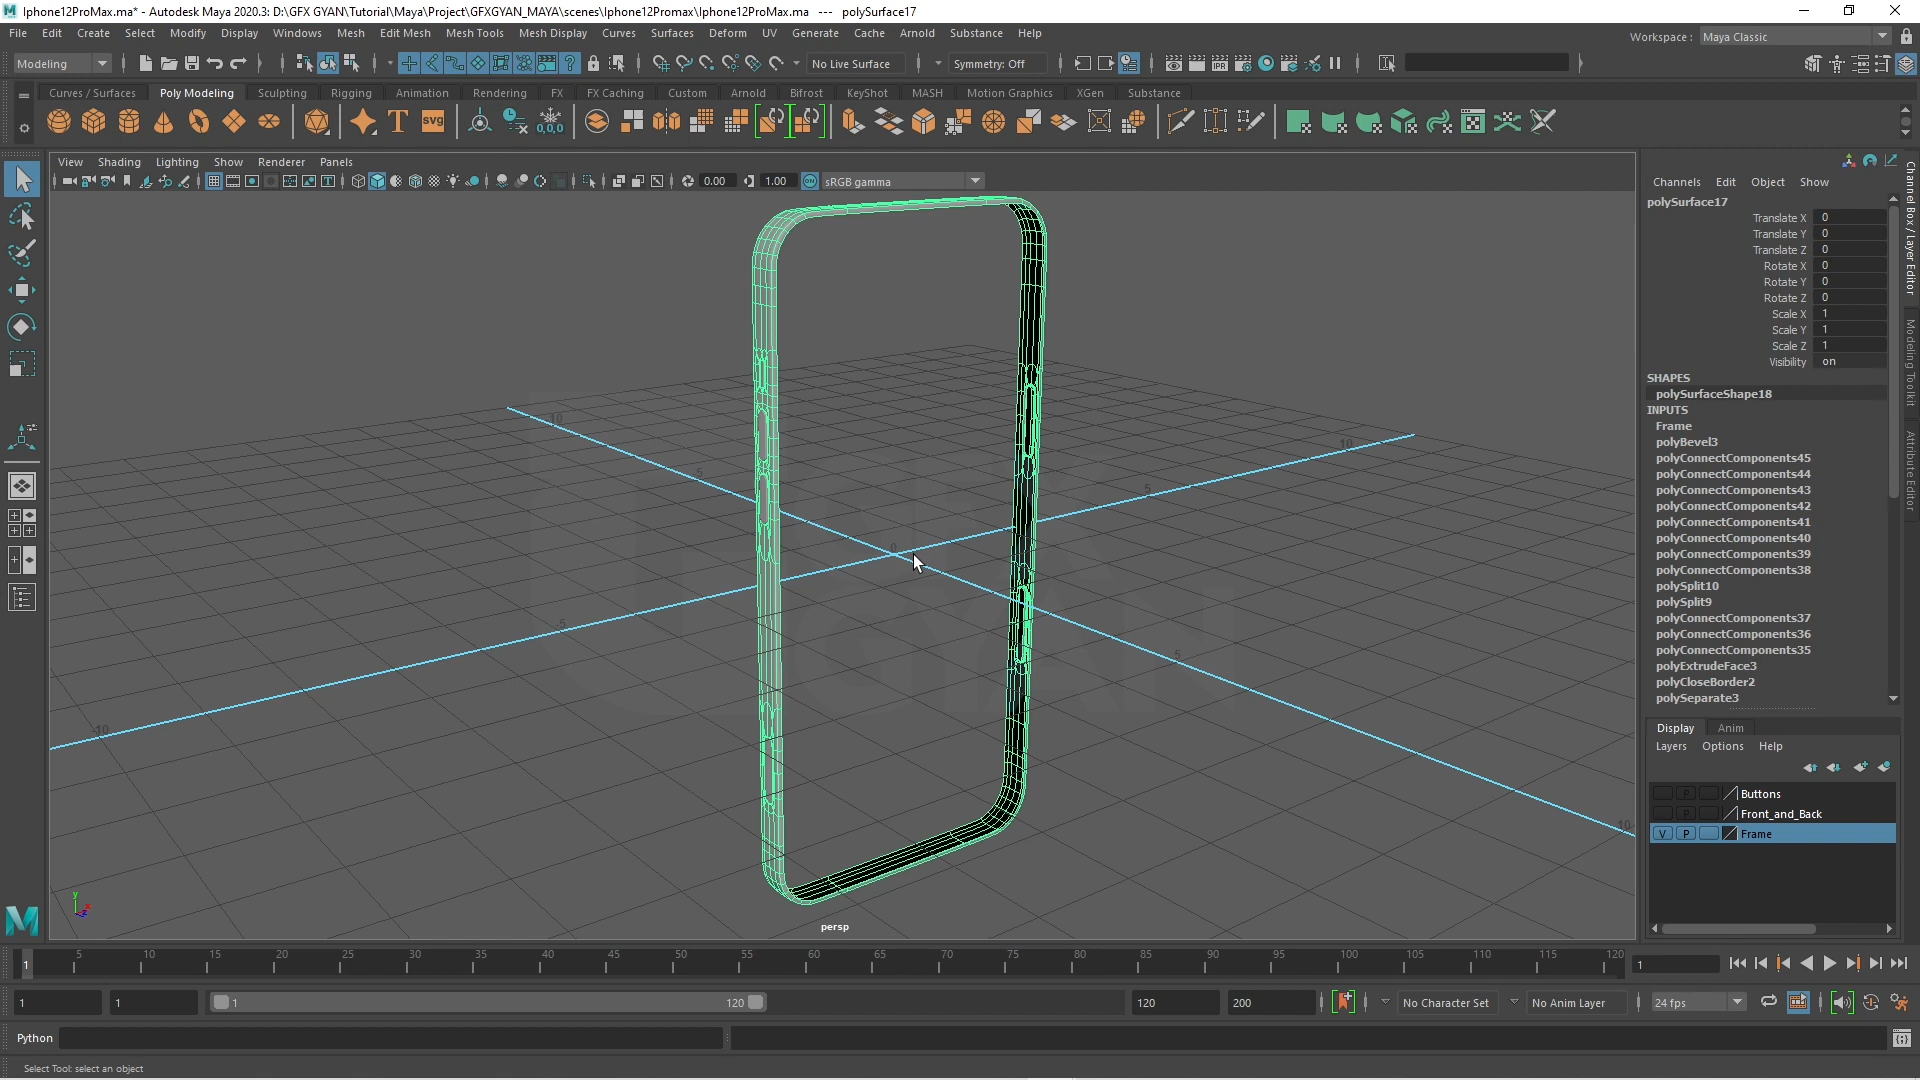 Iphone12ProMax.ma* - Autodesk Maya 2020.3: D:\GFX GYAN\Tutorial\Maya\Project\GFXGYAN_MAYA\scenes\Iphone12Promax\Iphone12ProMax.ma --- polySurface17
File Edit Create Select Modify Display Windows Mesh Edit Mesh Mesh Tools Mesh Display Curves Surfaces Deform UV Generate Cache Arnold Substance Help
Workspace : Maya Classic
Modeling No Live Surface Symmetry: Off
Curves / Surfaces Poly Modeling Sculpting Rigging Animation Rendering FX FX Caching Custom Arnold Bifrost KeyShot MASH Motion Graphics XGen Substance
View Shading Lighting Show Renderer Panels
0.00 1.00 sRGB gamma
Channels Edit Object Show
polySurface17
Translate X 0
Translate Y 0
Translate Z 0
Rotate X 0
Rotate Y 0
Rotate Z 0
Scale X 1
Scale Y 1
Scale Z 1
Visibility on
SHAPES
polySurfaceShape18
INPUTS
Frame
polyBevel3
polyConnectComponents45
polyConnectComponents44
polyConnectComponents43
polyConnectComponents42
polyConnectComponents41
polyConnectComponents40
polyConnectComponents39
polyConnectComponents38
polySplit10
polySplit9
polyConnectComponents37
polyConnectComponents36
polyConnectComponents35
polyExtrudeFace3
polyCloseBorder2
polySeparate3
Channel Box / Layer Editor
Modeling Toolkit
Attribute Editor
Display Anim
Layers Options Help
Buttons
Front_and_Back
V P Frame
persp
1 5 10 15 20 25 30 35 40 45 50 55 60 65 70 75 80 85 90 95 100 105 110 115 120 1
1 1 1 120 120 200 No Character Set No Anim Layer 24 fps
Python
Select Tool: select an object